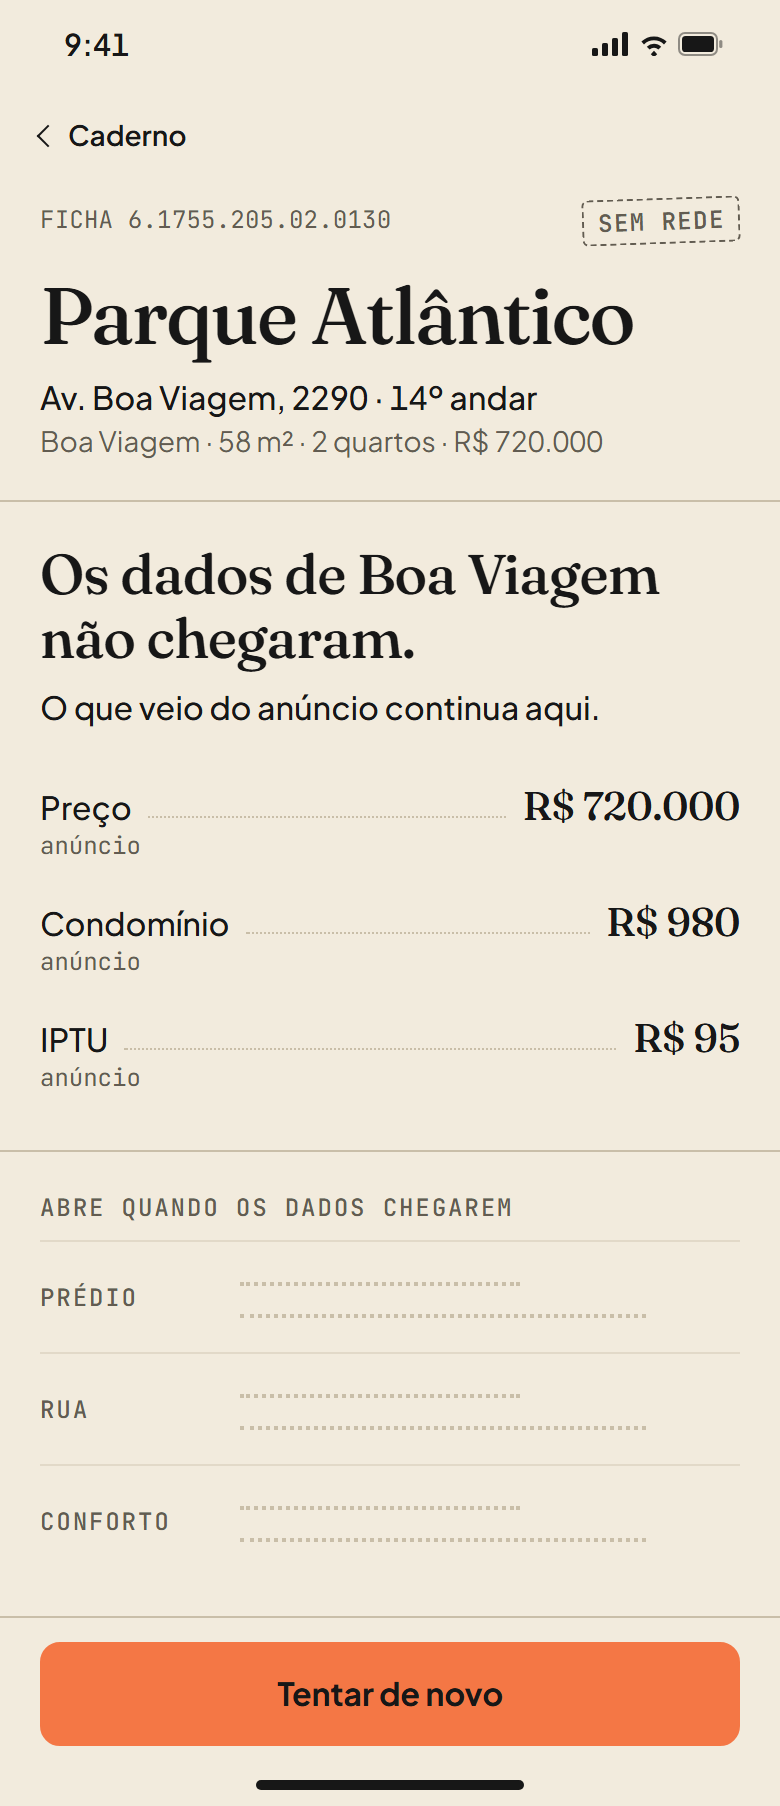 9:41
Caderno
FICHA 6.1755.205.02.0130
SEM REDE
Parque Atlântico
Av. Boa Viagem, 2290 · 14º andar
Boa Viagem · 58 m² · 2 quartos · R$ 720.000
Os dados de Boa Viagem
não chegaram.
O que veio do anúncio continua aqui.
Preço R$ 720.000
anúncio
Condomínio R$ 980
anúncio
IPTU R$ 95
anúncio
ABRE QUANDO OS DADOS CHEGAREM
PRÉDIO
RUA
CONFORTO
Tentar de novo